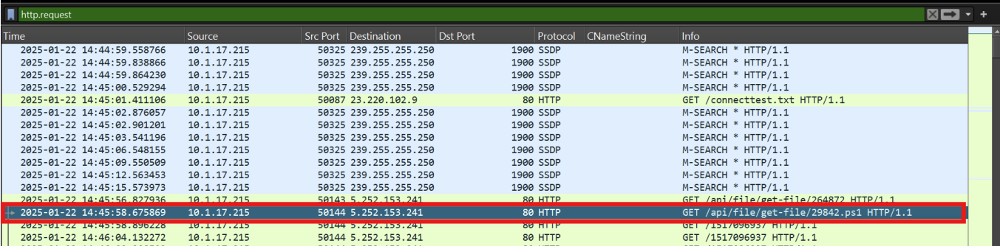 http.request
Time Source Src Port Destination Dst Port Protocol CNameString Info
2025-01-22 14:44:59.558766 10.1.17.215 50325 239.255.255.250 1900 SSDP M-SEARCH * HTTP/1.1
2025-01-22 14:44:59.838866 10.1.17.215 50325 239.255.255.250 1900 SSDP M-SEARCH * HTTP/1.1
2025-01-22 14:44:59.864230 10.1.17.215 50325 239.255.255.250 1900 SSDP M-SEARCH * HTTP/1.1
2025-01-22 14:45:00.529294 10.1.17.215 50325 239.255.255.250 1900 SSDP M-SEARCH * HTTP/1.1
2025-01-22 14:45:01.411106 10.1.17.215 50087 23.220.102.9 80 HTTP GET /connecttest.txt HTTP/1.1
2025-01-22 14:45:02.876057 10.1.17.215 50325 239.255.255.250 1900 SSDP M-SEARCH * HTTP/1.1
2025-01-22 14:45:02.901201 10.1.17.215 50325 239.255.255.250 1900 SSDP M-SEARCH * HTTP/1.1
2025-01-22 14:45:03.541196 10.1.17.215 50325 239.255.255.250 1900 SSDP M-SEARCH * HTTP/1.1
2025-01-22 14:45:06.548155 10.1.17.215 50325 239.255.255.250 1900 SSDP M-SEARCH * HTTP/1.1
2025-01-22 14:45:09.550509 10.1.17.215 50325 239.255.255.250 1900 SSDP M-SEARCH * HTTP/1.1
2025-01-22 14:45:12.563453 10.1.17.215 50325 239.255.255.250 1900 SSDP M-SEARCH * HTTP/1.1
2025-01-22 14:45:15.573973 10.1.17.215 50325 239.255.255.250 1900 SSDP M-SEARCH * HTTP/1.1
2025-01-22 14:45:56.827936 10.1.17.215 50143 5.252.153.241 80 HTTP GET /api/file/get-file/264872 HTTP/1.1
2025-01-22 14:45:58.675869 10.1.17.215 50144 5.252.153.241 80 HTTP GET /api/file/get-file/29842.ps1 HTTP/1.1
2025-01-22 14:45:58.896228 10.1.17.215 50144 5.252.153.241 80 HTTP GET /1517096937 HTTP/1.1
2025-01-22 14:46:04.132272 10.1.17.215 50144 5.252.153.241 80 HTTP GET /1517096937 HTTP/1.1